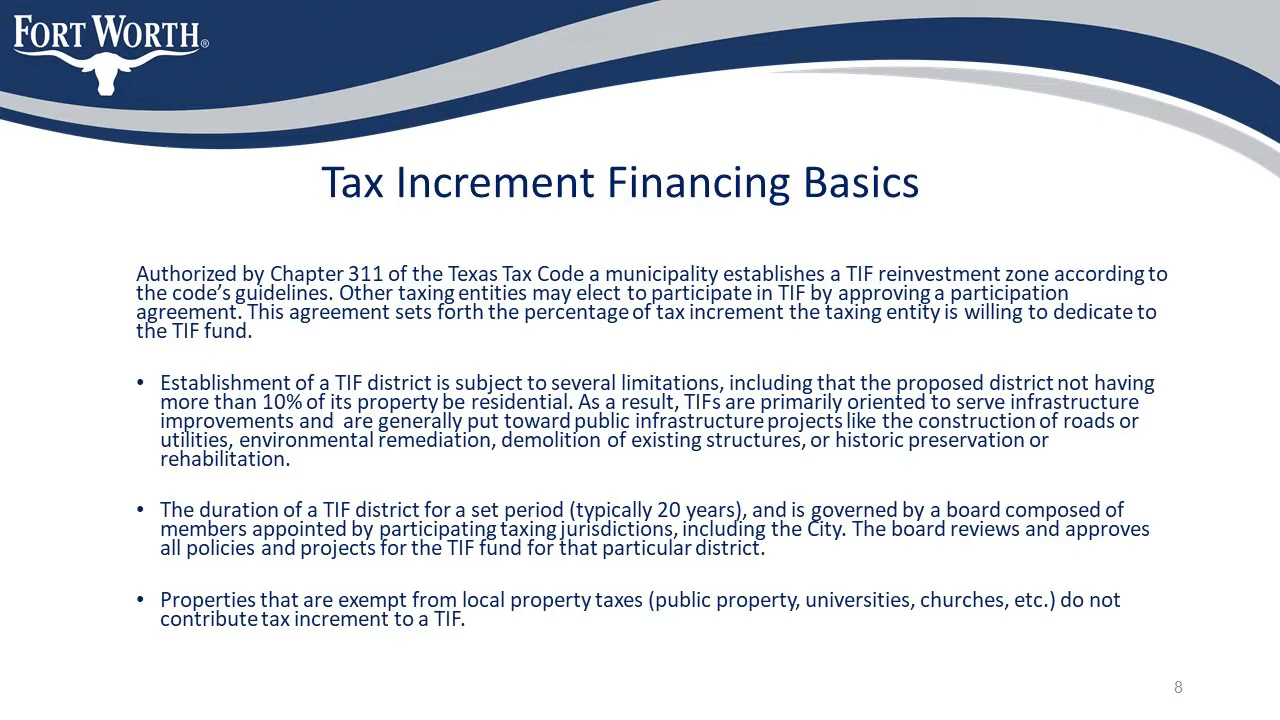 FORT WORTH®
Tax Increment Financing Basics
Authorized by Chapter 311 of the Texas Tax Code a municipality establishes a TIF reinvestment zone according to
the code’s guidelines. Other taxing entities may elect to participate in TIF by approving a participation
agreement. This agreement sets forth the percentage of tax increment the taxing entity is willing to dedicate to
the TIF fund.
• Establishment of a TIF district is subject to several limitations, including that the proposed district not having
more than 10% of its property be residential. As a result, TIFs are primarily oriented to serve infrastructure
improvements and  are generally put toward public infrastructure projects like the construction of roads or
utilities, environmental remediation, demolition of existing structures, or historic preservation or
rehabilitation.
• The duration of a TIF district for a set period (typically 20 years), and is governed by a board composed of
members appointed by participating taxing jurisdictions, including the City. The board reviews and approves
all policies and projects for the TIF fund for that particular district.
• Properties that are exempt from local property taxes (public property, universities, churches, etc.) do not
contribute tax increment to a TIF.
8